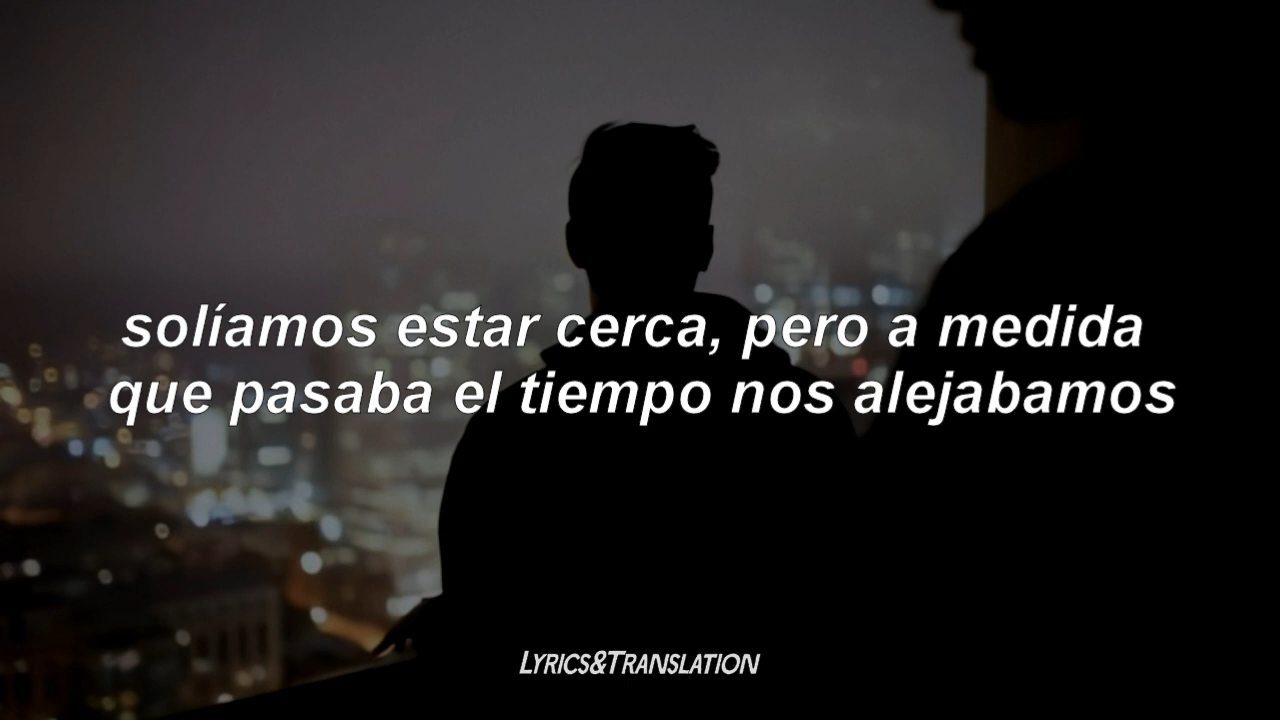 solíamos estar cerca, pero a medida
que pasaba el tiempo nos alejabamos
LYRICS&TRANSLATION